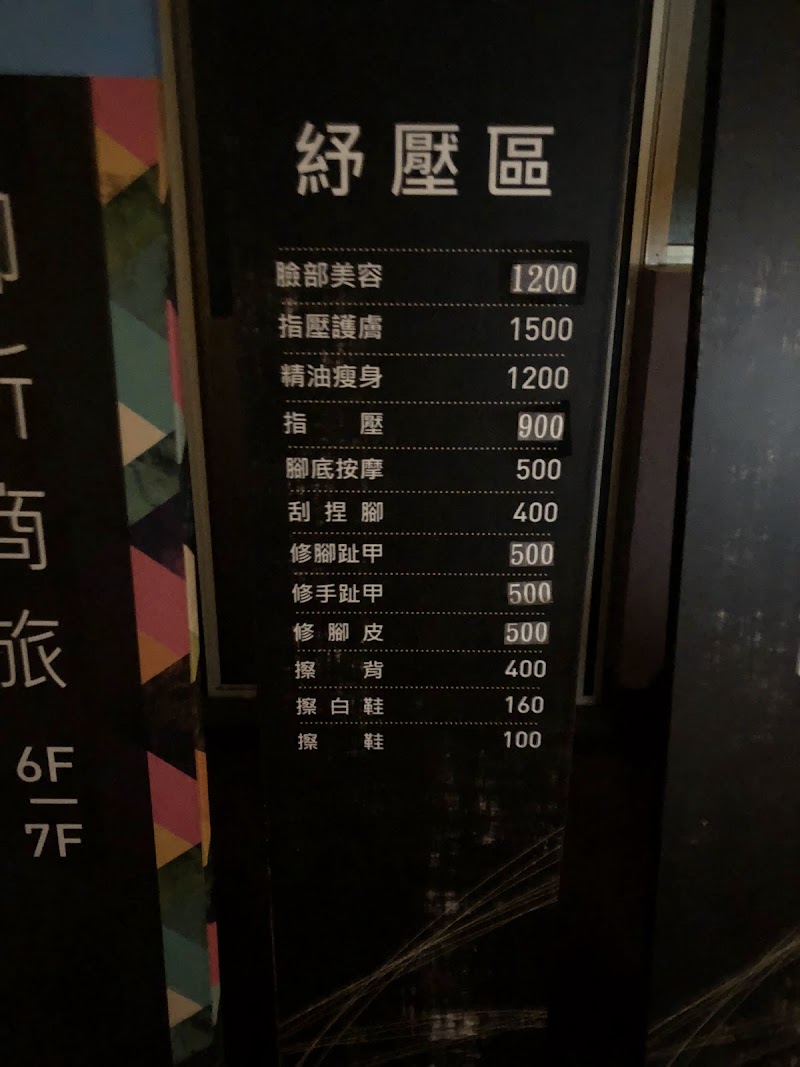 商
旅
6F
7F
紓壓區
臉部美容 1200
指壓護膚 1500
精油瘦身 1200
指壓 900
腳底按摩 500
刮捏腳 400
修腳趾甲 500
修手趾甲 500
修腳皮 500
擦背 400
擦白鞋 160
擦鞋 100